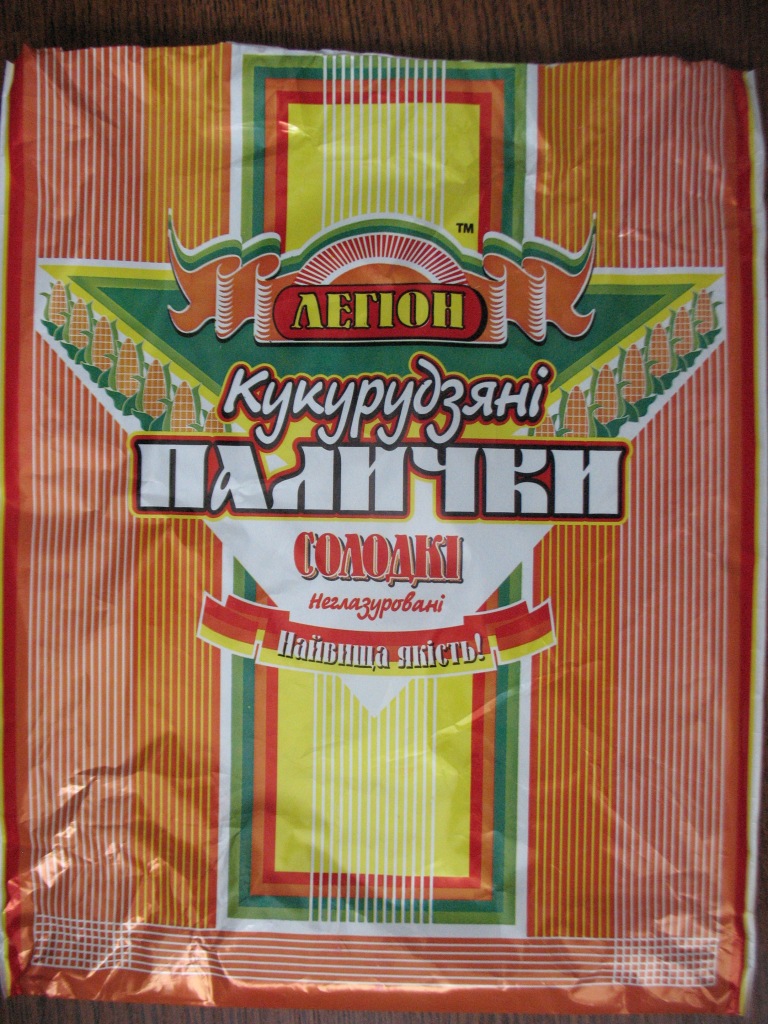 TM
ЛЕГІОН
Кукурудзяні
ПАЛИЧКИ
СОЛОДКІ
Неглазуровані
Найвища якість!